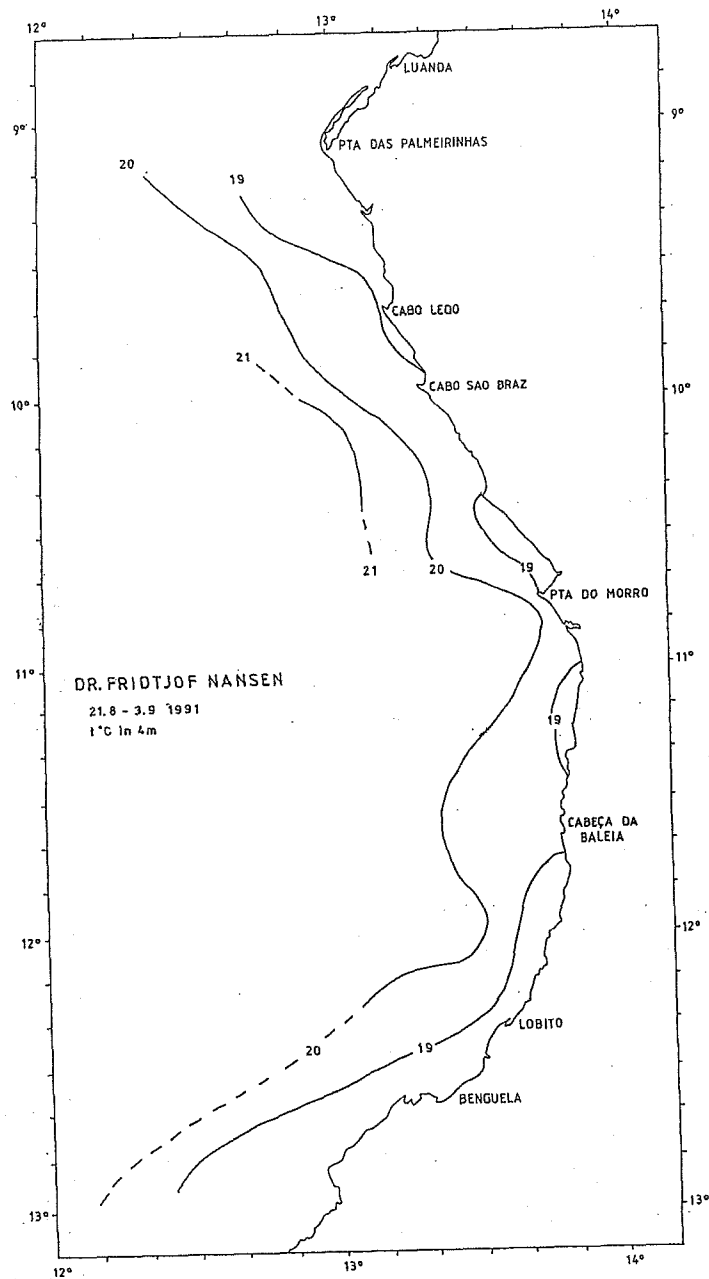 12°
13°
14°
LUANDA
9°
9°
PTA DAS PALMEIRINHAS
20
19
CABO LEDO
21
CABO SAO BRAZ
10°
10°
21
20
19
PTA DO MORRO
11°
11°
DR. FRIDTJOF NANSEN
21.8 - 3.9 1991
t°C in 4m
19
CABEÇA DA
BALEIA
12°
12°
LOBITO
20
19
BENGUELA
13°
13°
12°
13°
14°